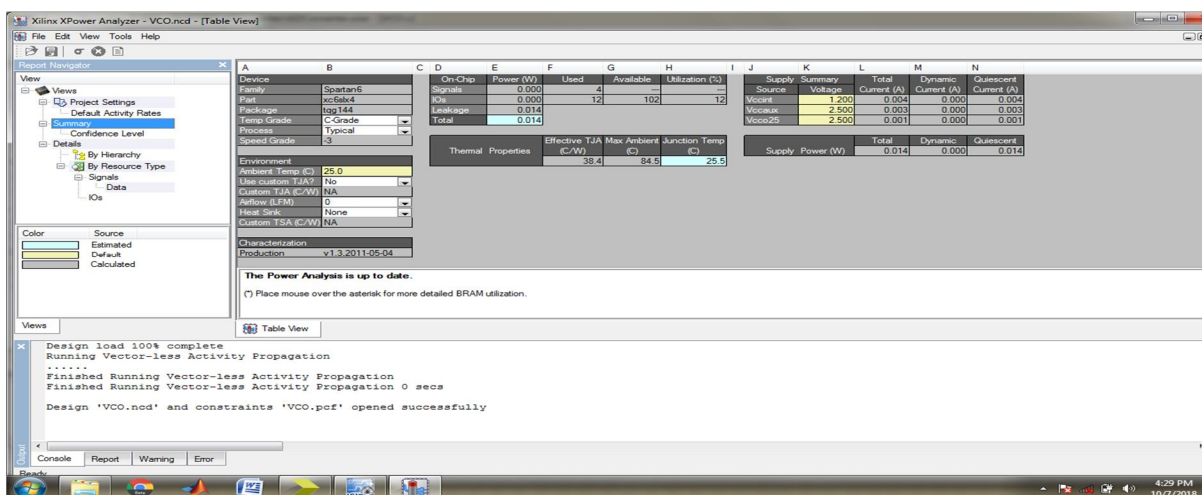 Xilinx XPower Analyzer - VCO.ncd - [Table View]
File Edit View Tools Help
Report Navigator
View
Views
Project Settings
Default Activity Rates
Summary
Confidence Level
Details
By Hierarchy
By Resource Type
Signals
Data
IOs
Color Source
Estimated
Default
Calculated
Views
A B C D E F G H I J K L M N
Device
Family Spartan6
Part xc6slx4
Package tqg144
Temp Grade C-Grade
Process Typical
Speed Grade -3
Environment
Ambient Temp (C) 25.0
Use custom TJA? No
Custom TJA (C/W) NA
Airflow (LFM) 0
Heat Sink None
Custom TSA (C/W) NA
Characterization
Production v1.3,2011-05-04
On-Chip Power (W) Used Available Utilization (%)
Signals 0.000 4 --- ---
IOs 0.000 12 102 12
Leakage 0.014
Total 0.014
Effective TJA Max Ambient Junction Temp
Thermal Properties (C/W) (C) (C)
38.4 84.5 25.5
Supply Summary Total Dynamic Quiescent
Source Voltage Current (A) Current (A) Current (A)
Vccint 1.200 0.004 0.000 0.004
Vccaux 2.500 0.003 0.000 0.003
Vcco25 2.500 0.001 0.000 0.001
Total Dynamic Quiescent
Supply Power (W) 0.014 0.000 0.014
The Power Analysis is up to date.
(*) Place mouse over the asterisk for more detailed BRAM utilization.
Table View
Design load 100% complete
Running Vector-less Activity Propagation
......
Finished Running Vector-less Activity Propagation
Finished Running Vector-less Activity Propagation 0 secs
Design 'VCO.ncd' and constraints 'VCO.pcf' opened successfully
Output
Console Report Warning Error
Ready
4:29 PM
10/7/2018